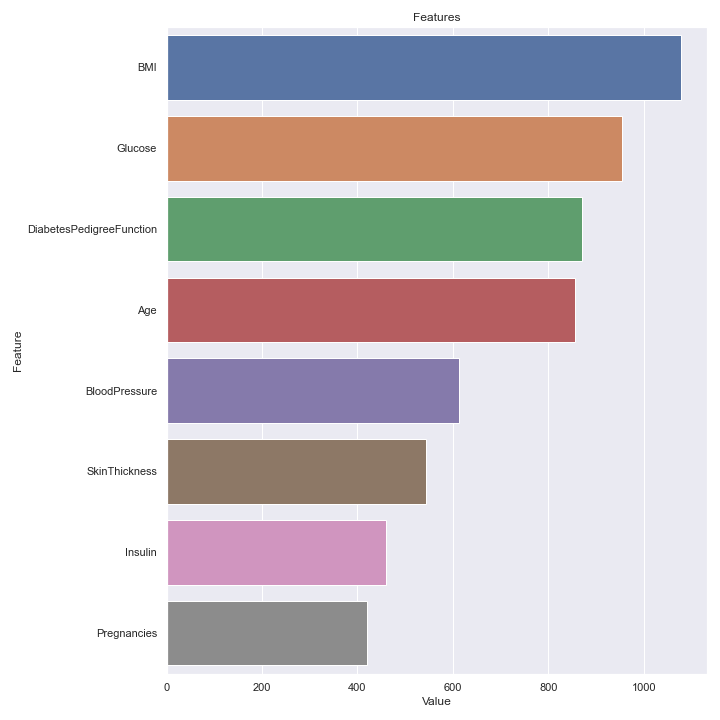 Features
BMI
Glucose
DiabetesPedigreeFunction
Age
BloodPressure
SkinThickness
Insulin
Pregnancies
Feature
0 200 400 600 800 1000
Value